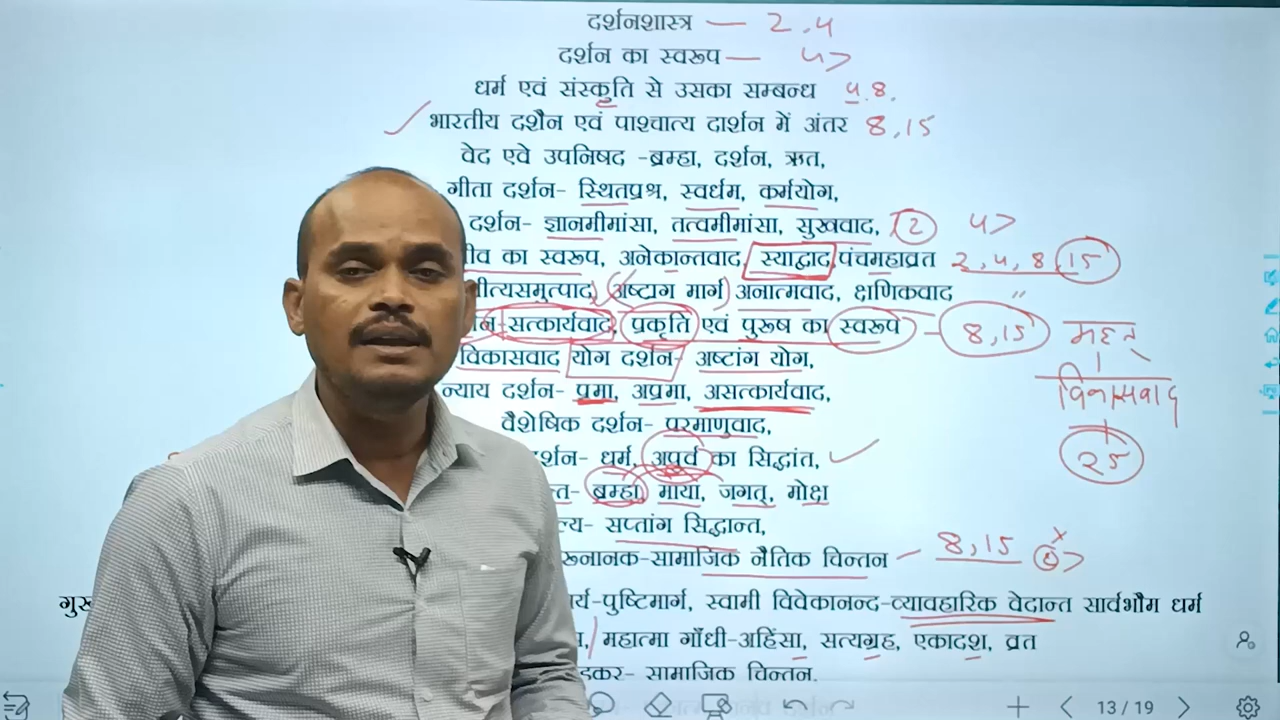 दर्शनशास्त्र — 2.4
दर्शन का स्वरूप — 4>
धर्म एवं संस्कृति से उसका सम्बन्ध 4.8.
भारतीय दर्शैन एवं पाश्चात्य दार्शन में अंतर 8,15
वेद एवे उपनिषद -ब्रम्हा, दर्शन, ऋत,
गीता दर्शन- स्थितप्रश्र, स्वर्धम, कर्मयोग,
दर्शन- ज्ञानमीमांसा, तत्वमीमांसा, सुखवाद, 2 4>
का स्वरूप, अनेकान्तवाद, स्याद्वाद, पंचमहाव्रत 2,4,8,15
अष्टाग मार्ग अनात्मवाद, क्षणिकवाद
सत्कार्यवाद, प्रकृति एवं पुरूष का स्वरूप - 8,15 महत्
विकासवाद योग दर्शन- अष्टांग योग,
विकासवाद
न्याय दर्शन- प्रमा, अप्रमा, असत्कार्यवाद,
वैशेषिक दर्शन- परमाणुवाद,
25
धर्म, अपर्व का सिद्धांत,
ब्रम्हा, माया, जगत्, मोक्ष
सप्तांग सिद्धान्त,
सामाजिक नैतिक चिन्तन - 8,15
पुष्टिमार्ग, स्वामी विवेकानन्द-व्यावहारिक वेदान्त सार्वभौम धर्म
महात्मा गाँधी-अहिंसा, सत्यग्रह, एकादश, व्रत
सामाजिक चिन्तन.
13 / 19